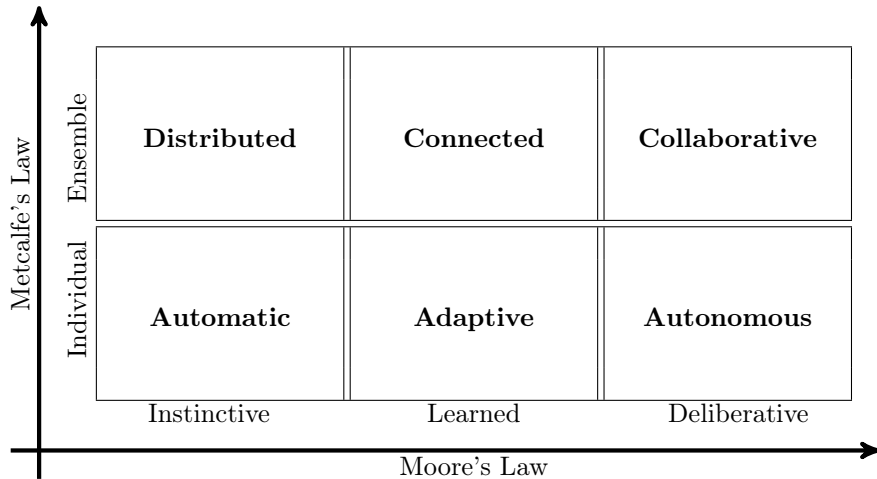 Metcalfe's Law
Ensemble
Distributed Connected Collaborative
Individual
Automatic Adaptive Autonomous
Instinctive Learned Deliberative
Moore's Law